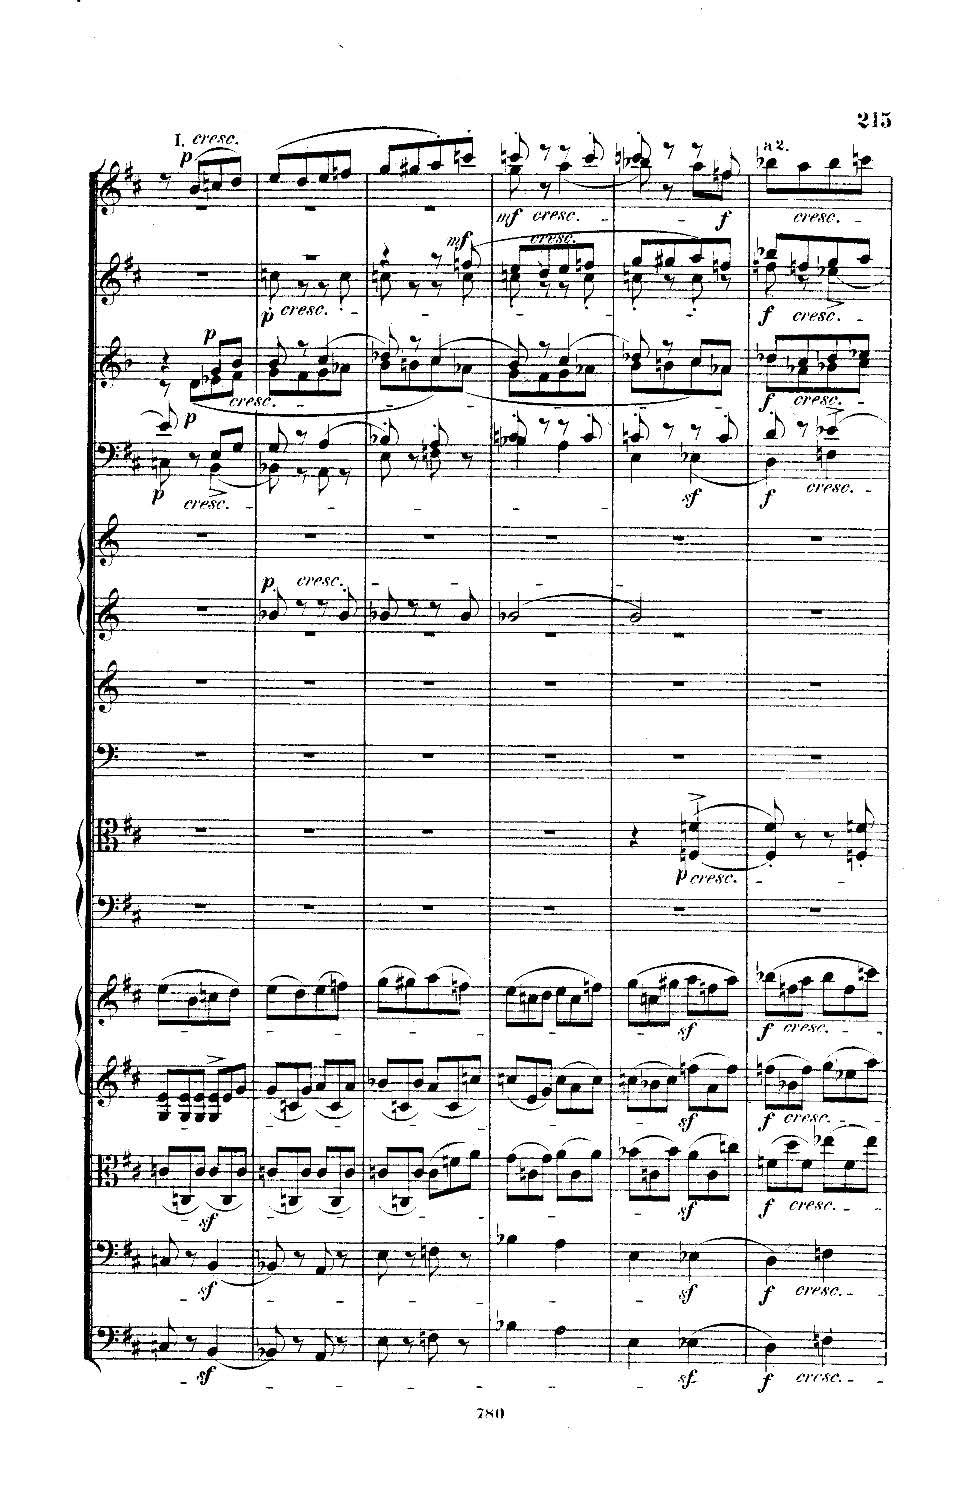 215
I. cresc. a 2.
p
mf cresc. f cresc.
mf cresc.
p cresc. f cresc.
p
cresc. f cresc.
p
p cresc. sf f cresc.
p cresc.
p cresc.
sf f cresc.
sf f cresc.
sf sf f cresc.
sf sf f cresc.
sf sf f cresc.
780